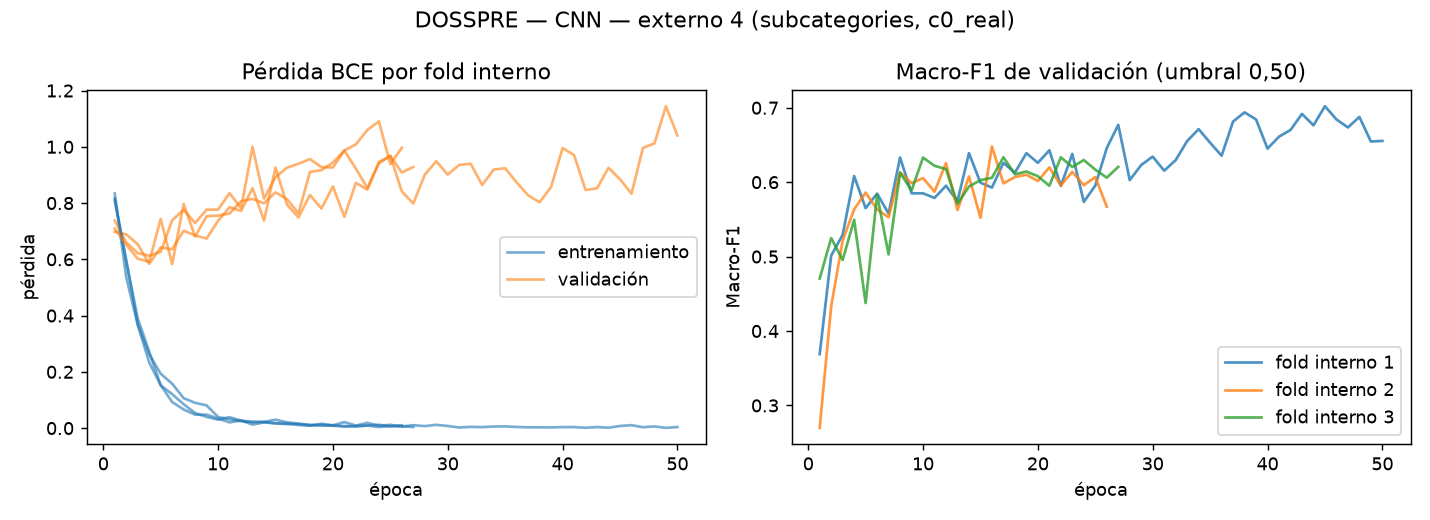 DOSSPRE — CNN — externo 4 (subcategories, c0_real)
Pérdida BCE por fold interno
1.2
1.0
0.8
0.6
0.4
0.2
0.0
pérdida
entrenamiento
validación
0 10 20 30 40 50
época
Macro-F1 de validación (umbral 0,50)
0.7
0.6
0.5
0.4
0.3
Macro-F1
fold interno 1
fold interno 2
fold interno 3
0 10 20 30 40 50
época